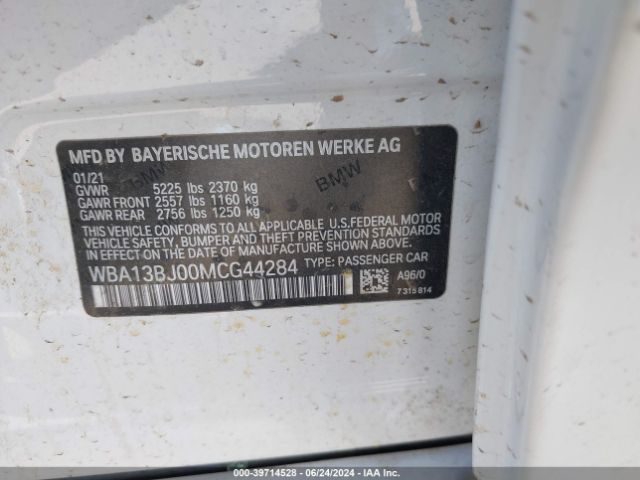 MFD BY BAYERISCHE MOTOREN WERKE AG
01/21
GVWR 5225 lbs 2370 kg
GAWR FRONT 2557 lbs 1160 kg
GAWR REAR 2756 lbs 1250 kg
THIS VEHICLE CONFORMS TO ALL APPLICABLE U.S.FEDERAL MOTOR
VEHICLE SAFETY, BUMPER AND THEFT PREVENTION STANDARDS
IN EFFECT ON THE DATE OF MANUFACTURE SHOWN ABOVE.
WBA13BJ00MCG44284 TYPE: PASSENGER CAR
A96/0
7315814
BMW
BMW
000-39714528 | 06/24/2024 | IAA Inc.